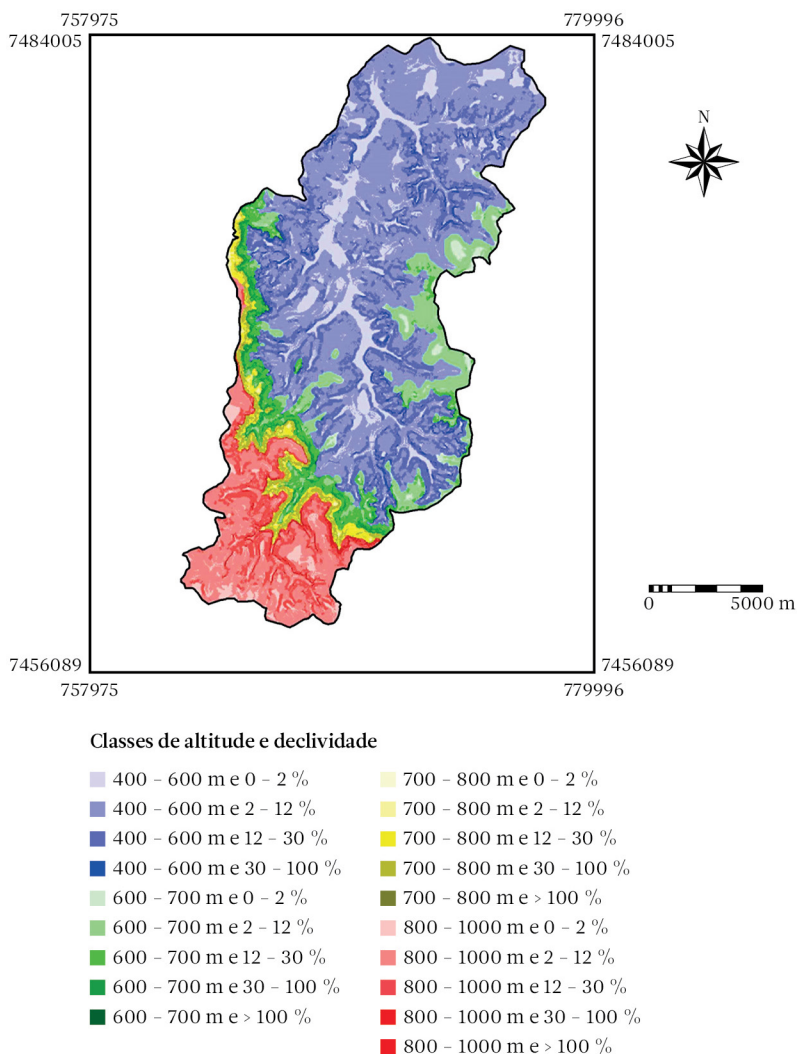 757975 779996
7484005 7484005
N
0 5000 m
7456089 7456089
757975 779996
Classes de altitude e declividade
400 – 600 m e 0 – 2 %
400 – 600 m e 2 – 12 %
400 – 600 m e 12 – 30 %
400 – 600 m e 30 – 100 %
600 – 700 m e 0 – 2 %
600 – 700 m e 2 – 12 %
600 – 700 m e 12 – 30 %
600 – 700 m e 30 – 100 %
600 – 700 m e > 100 %
700 – 800 m e 0 – 2 %
700 – 800 m e 2 – 12 %
700 – 800 m e 12 – 30 %
700 – 800 m e 30 – 100 %
700 – 800 m e > 100 %
800 – 1000 m e 0 – 2 %
800 – 1000 m e 2 – 12 %
800 – 1000 m e 12 – 30 %
800 – 1000 m e 30 – 100 %
800 – 1000 m e > 100 %